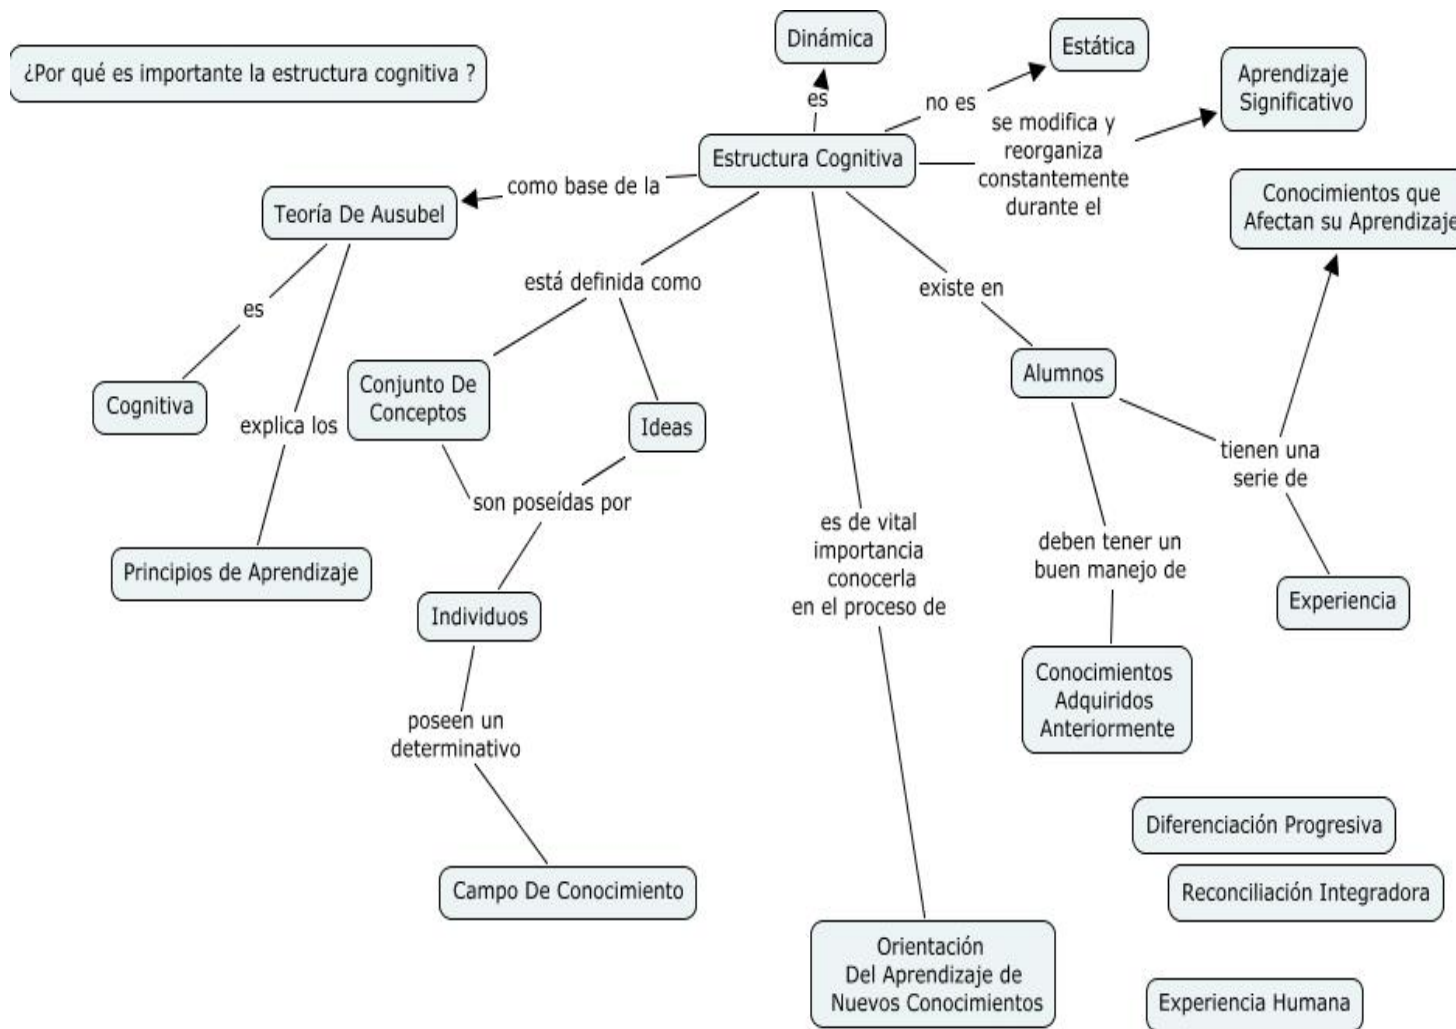 ¿Por qué es importante la estructura cognitiva ?
Dinámica
Estática
Aprendizaje
Significativo
es
no es
se modifica y
reorganiza
constantemente
durante el
Estructura Cognitiva
como base de la
Teoría De Ausubel
Conocimientos que
Afectan su Aprendizaje
está definida como
existe en
es
Conjunto De
Conceptos
Alumnos
Cognitiva
explica los
Ideas
tienen una
serie de
son poseídas por
es de vital
importancia
conocerla
en el proceso de
deben tener un
buen manejo de
Principios de Aprendizaje
Individuos
Experiencia
Conocimientos
Adquiridos
Anteriormente
poseen un
determinativo
Diferenciación Progresiva
Campo De Conocimiento
Reconciliación Integradora
Orientación
Del Aprendizaje de
Nuevos Conocimientos
Experiencia Humana